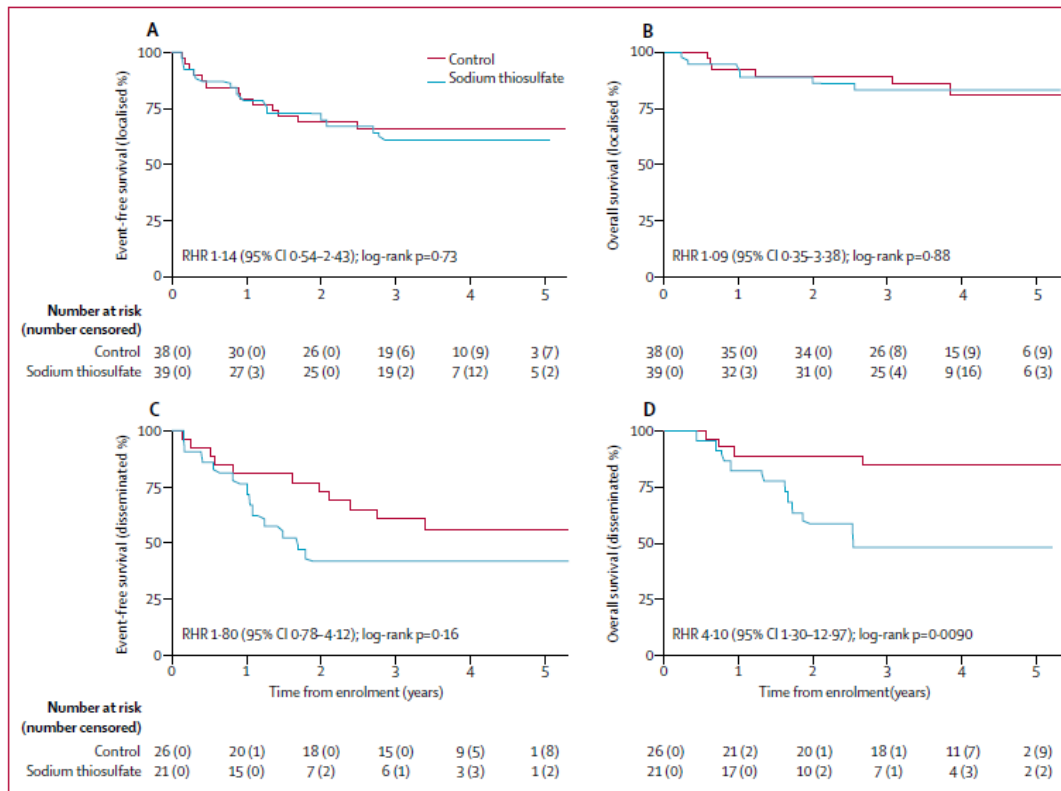 A
B
Control
Sodium thiosulfate
Event-free survival (localised %)
100
75
50
25
0
RHR 1·14 (95% CI 0·54–2·43); log-rank p=0·73
0 1 2 3 4 5
Overall survival (localised %)
100
75
50
25
0
RHR 1·09 (95% CI 0·35–3·38); log-rank p=0·88
0 1 2 3 4 5
Number at risk
(number censored)
Control 38 (0) 30 (0) 26 (0) 19 (6) 10 (9) 3 (7) 38 (0) 35 (0) 34 (0) 26 (8) 15 (9) 6 (9)
Sodium thiosulfate 39 (0) 27 (3) 25 (0) 19 (2) 7 (12) 5 (2) 39 (0) 32 (3) 31 (0) 25 (4) 9 (16) 6 (3)
C
D
Event-free survival (disseminated %)
100
75
50
25
0
RHR 1·80 (95% CI 0·78–4·12); log-rank p=0·16
0 1 2 3 4 5
Time from enrolment (years)
Overall survival (disseminated %)
100
75
50
25
0
RHR 4·10 (95% CI 1·30–12·97); log-rank p=0·0090
0 1 2 3 4 5
Time from enrolment(years)
Number at risk
(number censored)
Control 26 (0) 20 (1) 18 (0) 15 (0) 9 (5) 1 (8) 26 (0) 21 (2) 20 (1) 18 (1) 11 (7) 2 (9)
Sodium thiosulfate 21 (0) 15 (0) 7 (2) 6 (1) 3 (3) 1 (2) 21 (0) 17 (0) 10 (2) 7 (1) 4 (3) 2 (2)